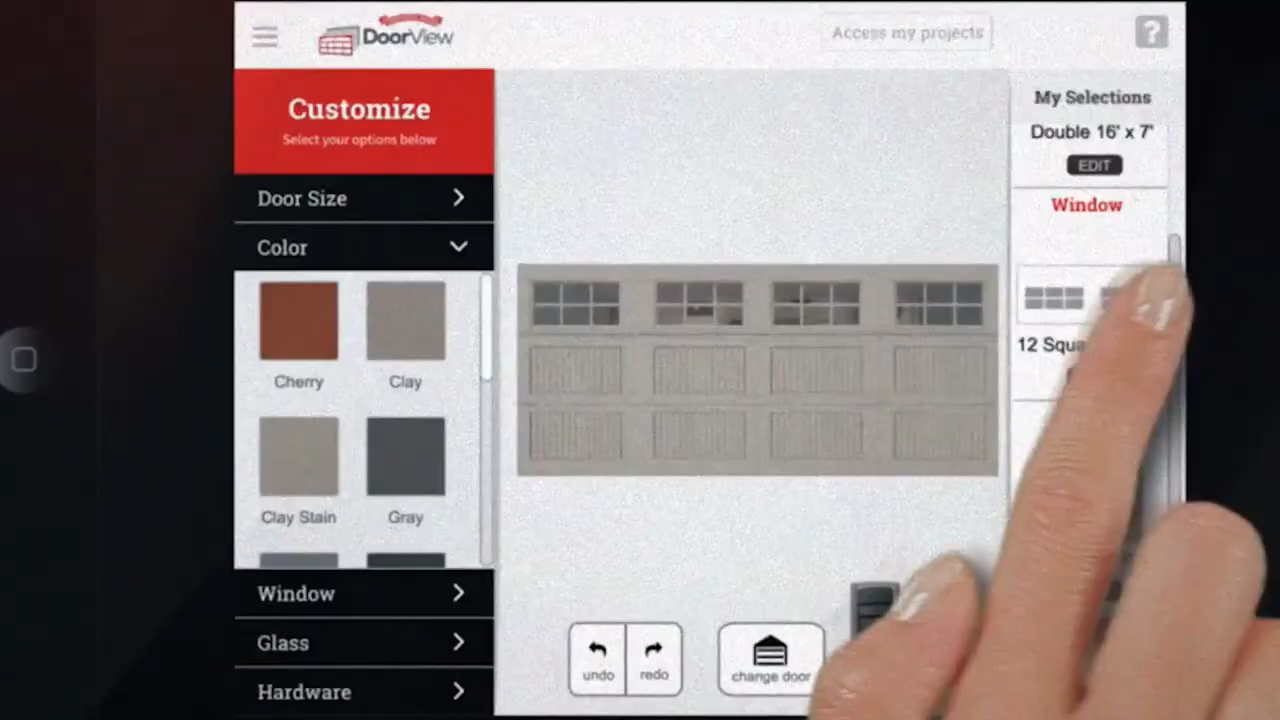 DoorView
Access my projects
?
Customize
Select your options below
Door Size
Color
Cherry
Clay
Clay Stain
Gray
Window
Glass
Hardware
undo
redo
change door
My Selections
Double 16' x 7'
EDIT
Window
12